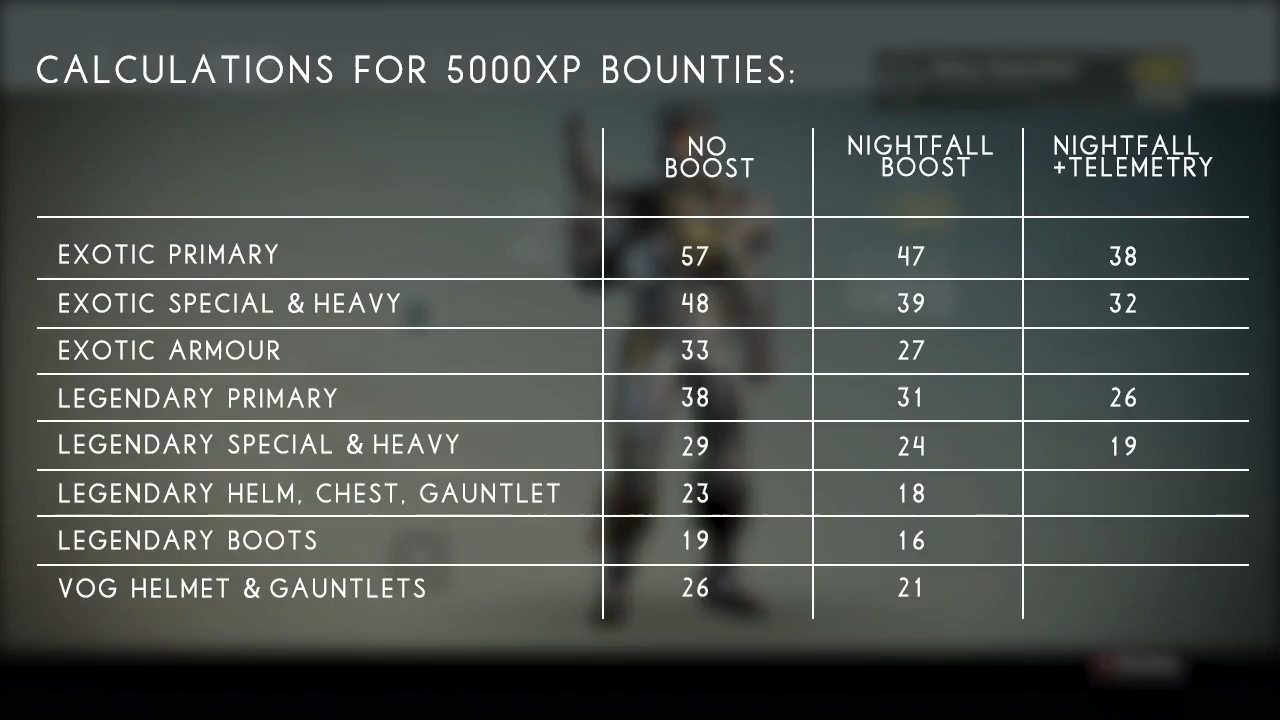 CALCULATIONS FOR 5000XP BOUNTIES:
NO BOOST NIGHTFALL BOOST NIGHTFALL +TELEMETRY
EXOTIC PRIMARY 57 47 38
EXOTIC SPECIAL & HEAVY 48 39 32
EXOTIC ARMOUR 33 27
LEGENDARY PRIMARY 38 31 26
LEGENDARY SPECIAL & HEAVY 29 24 19
LEGENDARY HELM, CHEST, GAUNTLET 23 18
LEGENDARY BOOTS 19 16
VOG HELMET & GAUNTLETS 26 21